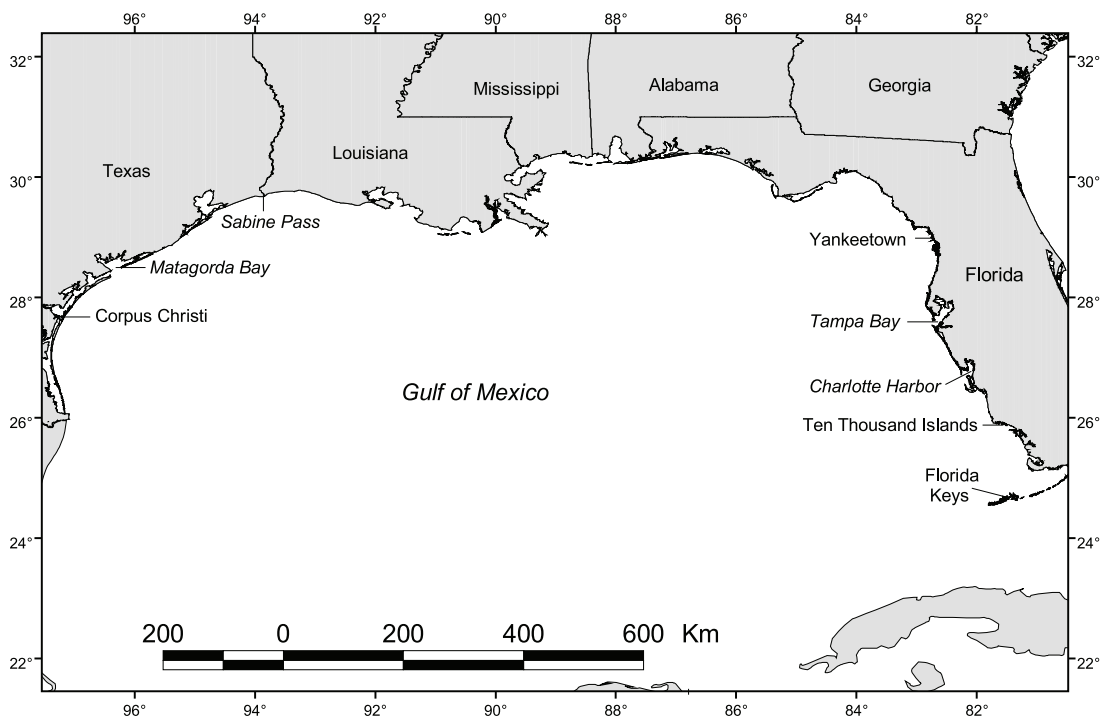 96° 94° 92° 90° 88° 86° 84° 82°
32° 32°
Mississippi Alabama Georgia
Louisiana
Texas
30° 30°
Sabine Pass
Yankeetown
Matagorda Bay
Florida
28° 28°
Corpus Christi
Tampa Bay
Charlotte Harbor
Gulf of Mexico
26° 26°
Ten Thousand Islands
Florida
Keys
24° 24°
200 0 200 400 600 Km
22° 22°
96° 94° 92° 90° 88° 86° 84° 82°